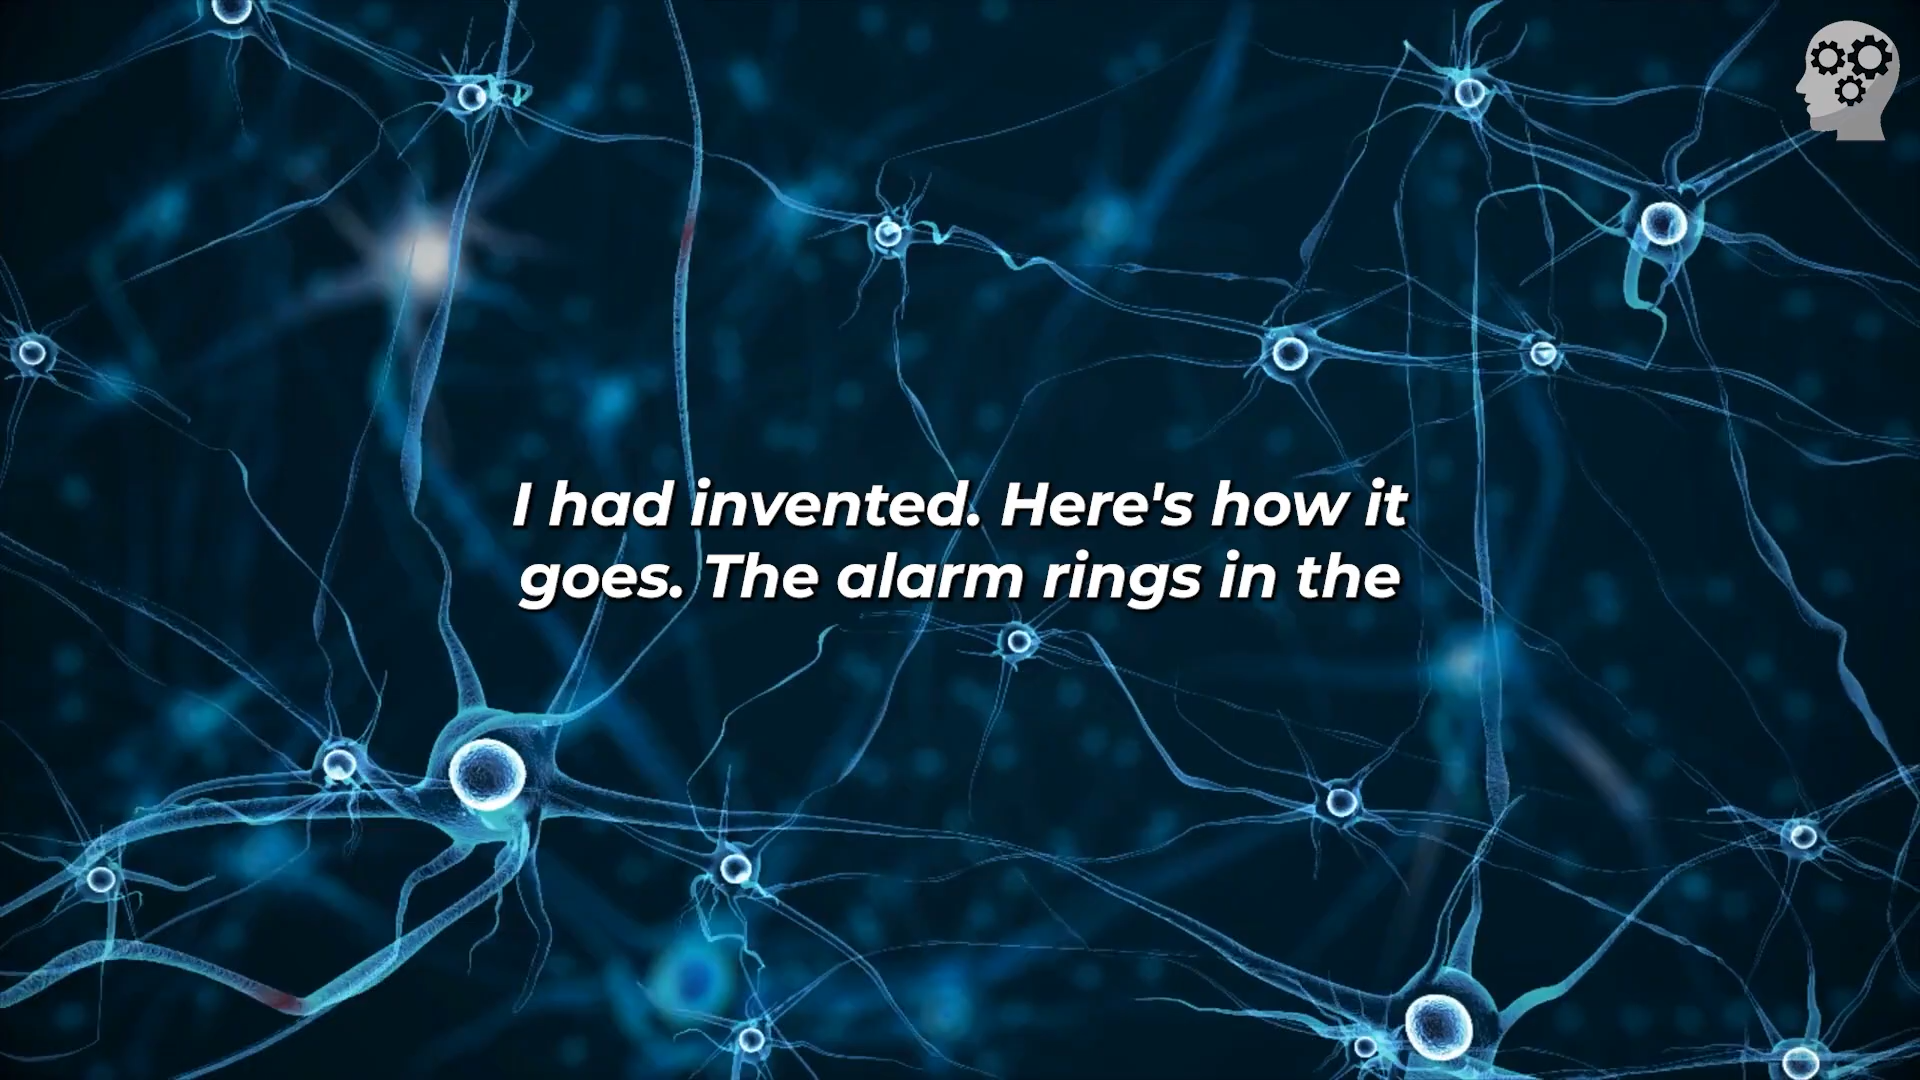 I had invented. Here's how it
goes. The alarm rings in the